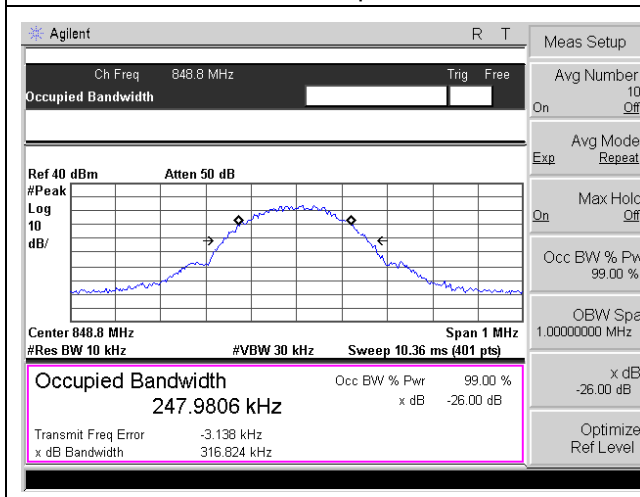 Agilent R T
Ch Freq 848.8 MHz Trig Free
Occupied Bandwidth
Ref 40 dBm Atten 50 dB
#Peak
Log
10
dB/
Center 848.8 MHz Span 1 MHz
#Res BW 10 kHz #VBW 30 kHz Sweep 10.36 ms (401 pts)
Occupied Bandwidth Occ BW % Pwr 99.00 %
247.9806 kHz x dB -26.00 dB
Transmit Freq Error -3.138 kHz
x dB Bandwidth 316.824 kHz
Meas Setup
Avg Number
10
On Off
Avg Mode
Exp Repeat
Max Hold
On Off
Occ BW % Pw
99.00 %
OBW Spa
1.00000000 MHz
x dB
-26.00 dB
Optimize
Ref Level